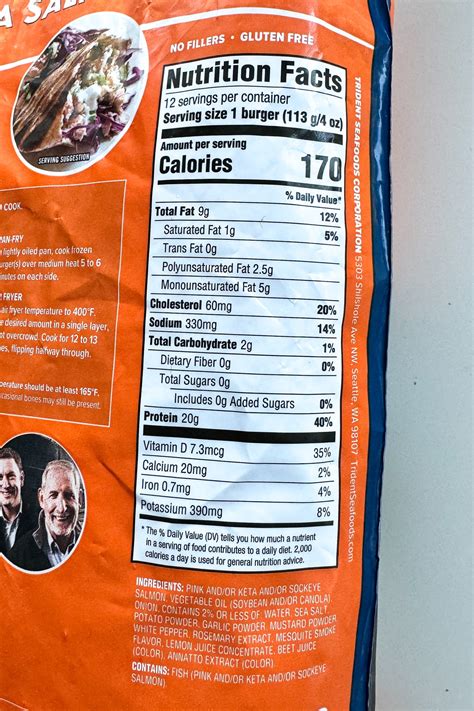 A SAL
NO FILLERS • GLUTEN FREE
SERVING SUGGESTION
Nutrition Facts
12 servings per container
Serving size 1 burger (113 g/4 oz)
Amount per serving
Calories 170
% Daily Value*
Total Fat 9g 12%
Saturated Fat 1g 5%
Trans Fat 0g
Polyunsaturated Fat 2.5g
Monounsaturated Fat 5g
Cholesterol 60mg 20%
Sodium 330mg 14%
Total Carbohydrate 2g 1%
Dietary Fiber 0g 0%
Total Sugars 0g
Includes 0g Added Sugars 0%
Protein 20g 40%
Vitamin D 7.3mcg 35%
Calcium 20mg 2%
Iron 0.7mg 4%
Potassium 390mg 8%
*The % Daily Value (DV) tells you how much a nutrient
in a serving of food contributes to a daily diet. 2,000
calories a day is used for general nutrition advice.
INGREDIENTS: PINK AND/OR KETA AND/OR SOCKEYE
SALMON, VEGETABLE OIL (SOYBEAN AND/OR CANOLA),
ONION, CONTAINS 2% OR LESS OF: WATER, SEA SALT,
POTATO POWDER, GARLIC POWDER, MUSTARD POWDER,
WHITE PEPPER, ROSEMARY EXTRACT, MESQUITE SMOKE
FLAVOR, LEMON JUICE CONCENTRATE, BEET JUICE
(COLOR), ANNATTO EXTRACT (COLOR).
CONTAINS: FISH (PINK AND/OR KETA AND/OR SOCKEYE
SALMON)
TRIDENT SEAFOODS CORPORATION 5303 Shilshole Ave NW, Seattle, WA 98107 TridentSeafoods.com
COOK.
AN-FRY
lightly oiled pan, cook frozen
urger(s) over medium heat 5 to 6
inutes on each side.
FRYER
fryer temperature to 400°F.
desired amount in a single layer,
ot overcrowd. Cook for 12 to 13
es, flipping halfway through.
perature should be at least 165°F.
casional bones may still be present.